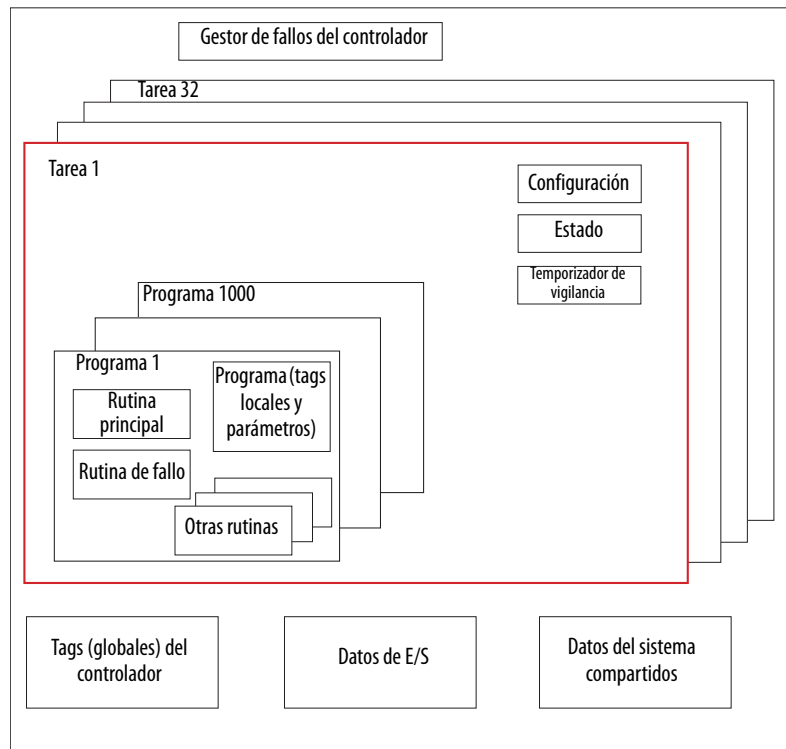 Gestor de fallos del controlador
Tarea 32
Tarea 1
Configuración
Estado
Temporizador de
vigilancia
Programa 1000
Programa 1
Programa (tags
locales y
parámetros)
Rutina
principal
Rutina de fallo
Otras rutinas
Tags (globales) del
controlador
Datos de E/S
Datos del sistema
compartidos